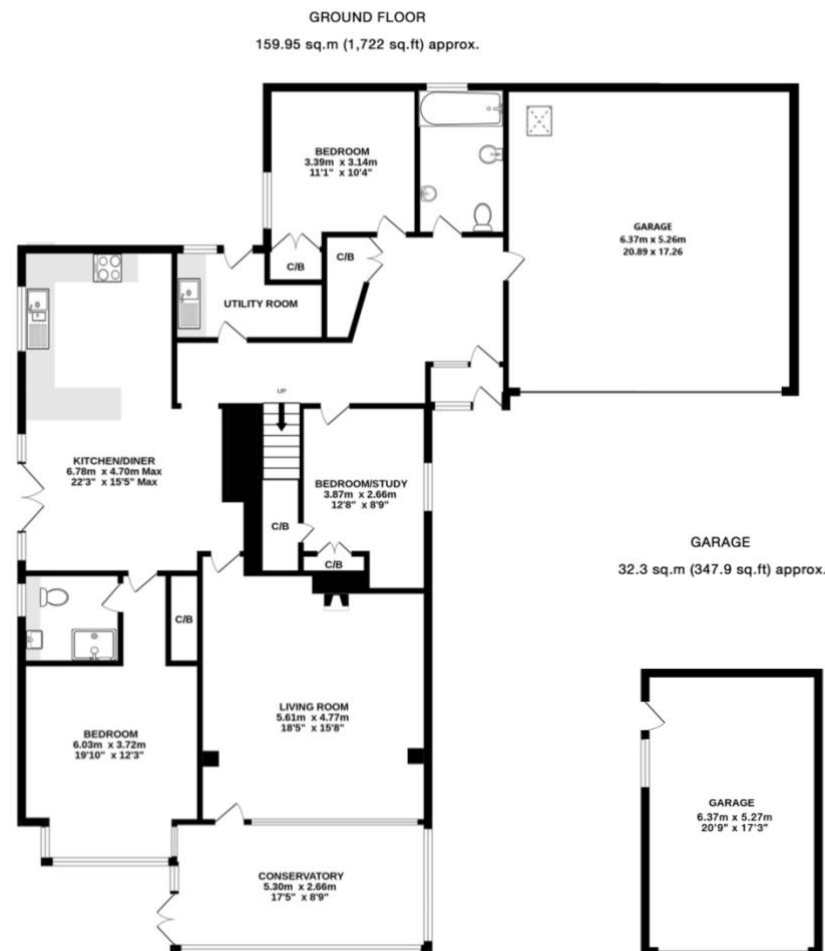 GROUND FLOOR
159.95 sq.m (1,722 sq.ft) approx.
BEDROOM
3.39m x 3.14m
11'1" x 10'4"
GARAGE
6.37m x 5.26m
20.89 x 17.26
C/B
C/B
UTILITY ROOM
UP
KITCHEN/DINER
6.78m x 4.70m Max
22'3" x 15'5" Max
BEDROOM/STUDY
3.87m x 2.66m
12'8" x 8'9"
C/B
C/B
GARAGE
32.3 sq.m (347.9 sq.ft) approx.
C/B
LIVING ROOM
5.61m x 4.77m
18'5" x 15'8"
BEDROOM
6.03m x 3.72m
19'10" x 12'3"
GARAGE
6.37m x 5.27m
20'9" x 17'3"
CONSERVATORY
5.30m x 2.66m
17'5" x 8'9"